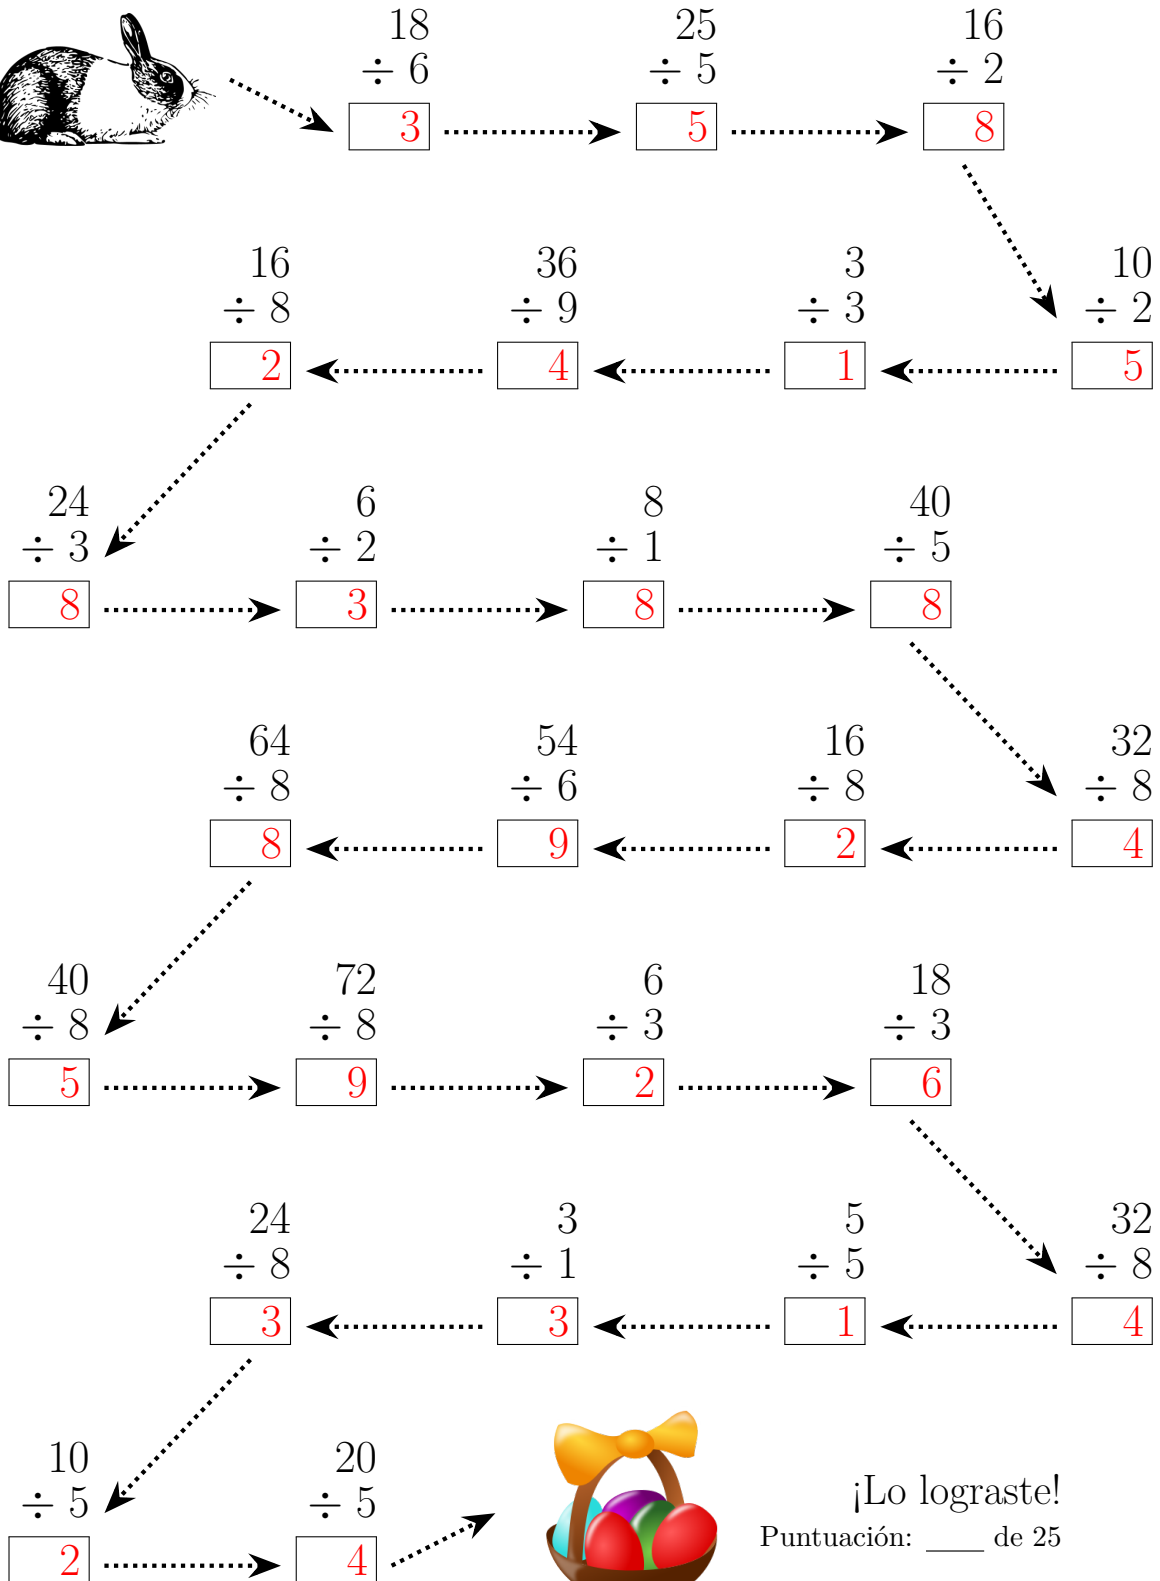 18 25 16
÷ 6 ÷ 5 ÷ 2
3 5 8
16 36 3 10
÷ 8 ÷ 9 ÷ 3 ÷ 2
2 4 1 5
24 6 8 40
÷ 3 ÷ 2 ÷ 1 ÷ 5
8 3 8 8
64 54 16 32
÷ 8 ÷ 6 ÷ 8 ÷ 8
8 9 2 4
40 72 6 18
÷ 8 ÷ 8 ÷ 3 ÷ 3
5 9 2 6
24 3 5 32
÷ 8 ÷ 1 ÷ 5 ÷ 8
3 3 1 4
10 20
÷ 5 ÷ 5
2 4
¡Lo lograste!
Puntuación: ____ de 25